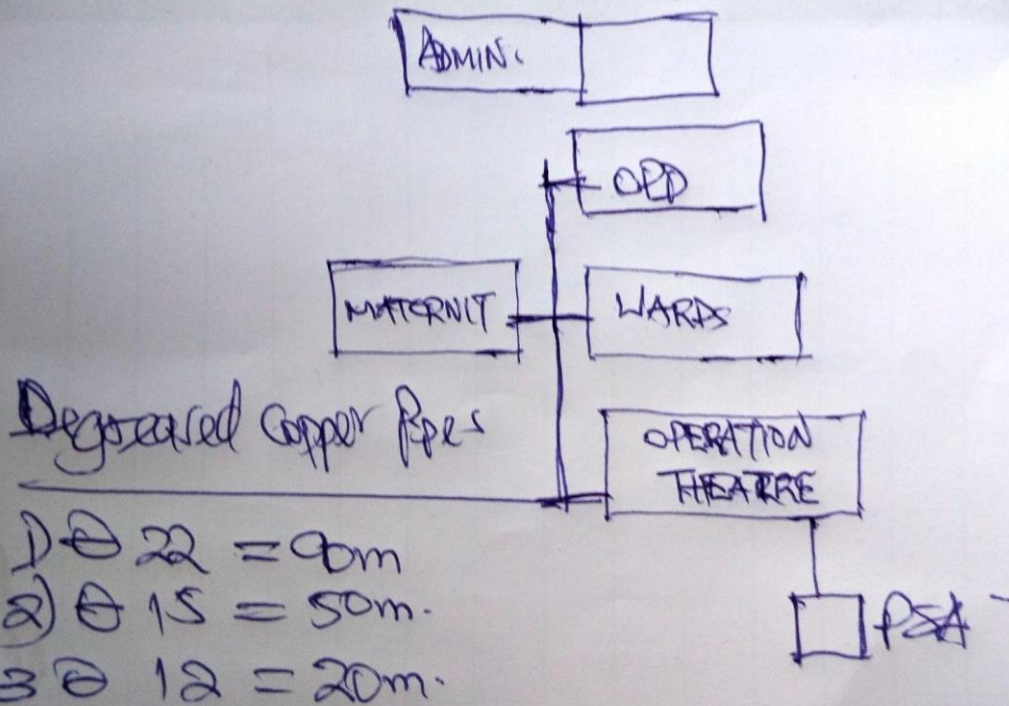 ADMIN.
OPD
MATERNIT
WARDS
Degreased Copper Pipes
OPERATION
THEATRE
1) ⊖ 22 = 90m
2) ⊖ 15 = 50m.
3 ⊖ 12 = 20m.
PSA